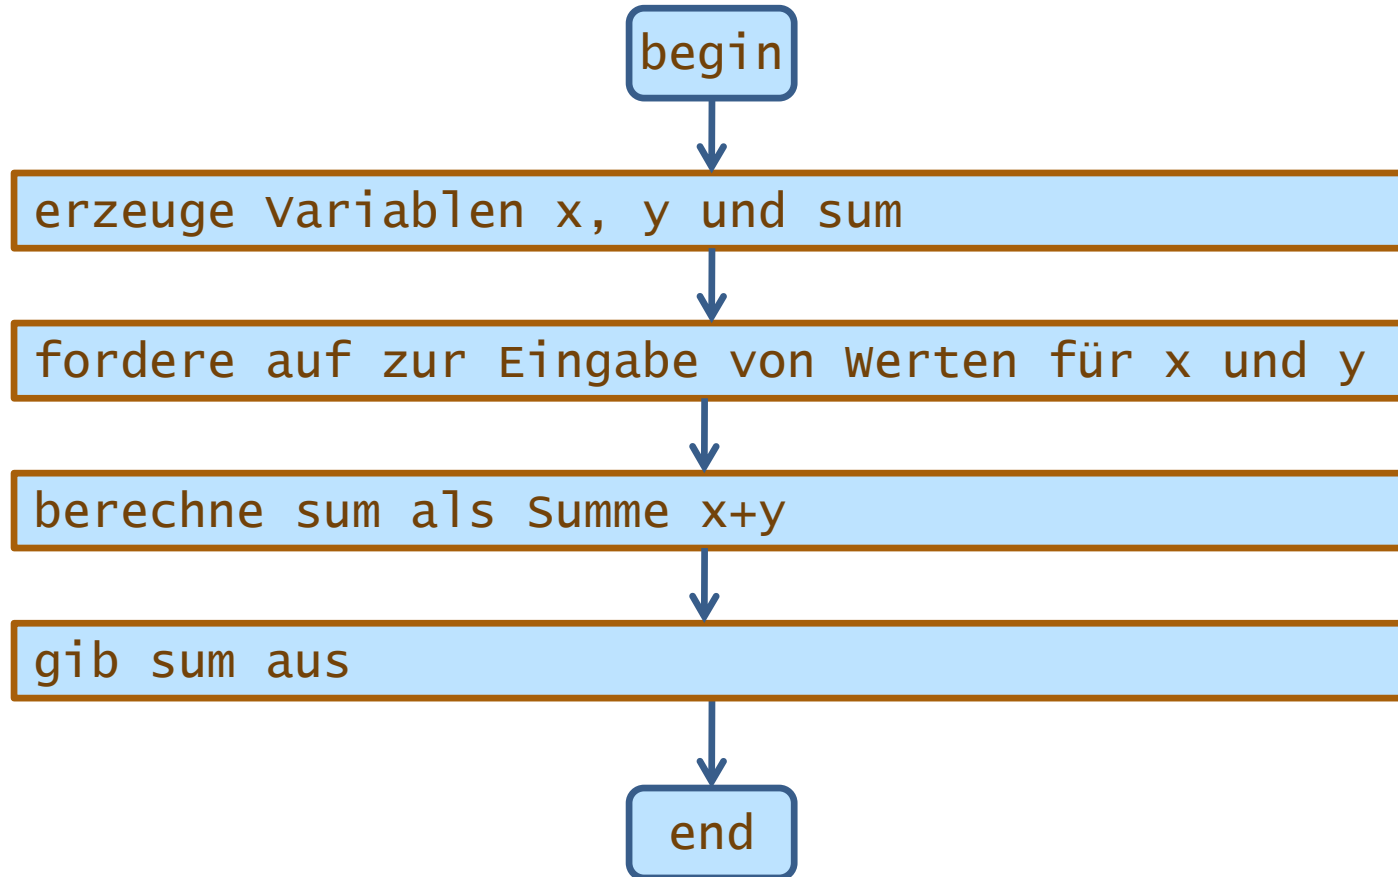 begin
erzeuge Variablen x, y und sum
fordere auf zur Eingabe von Werten für x und y
berechne sum als Summe x+y
gib sum aus
end